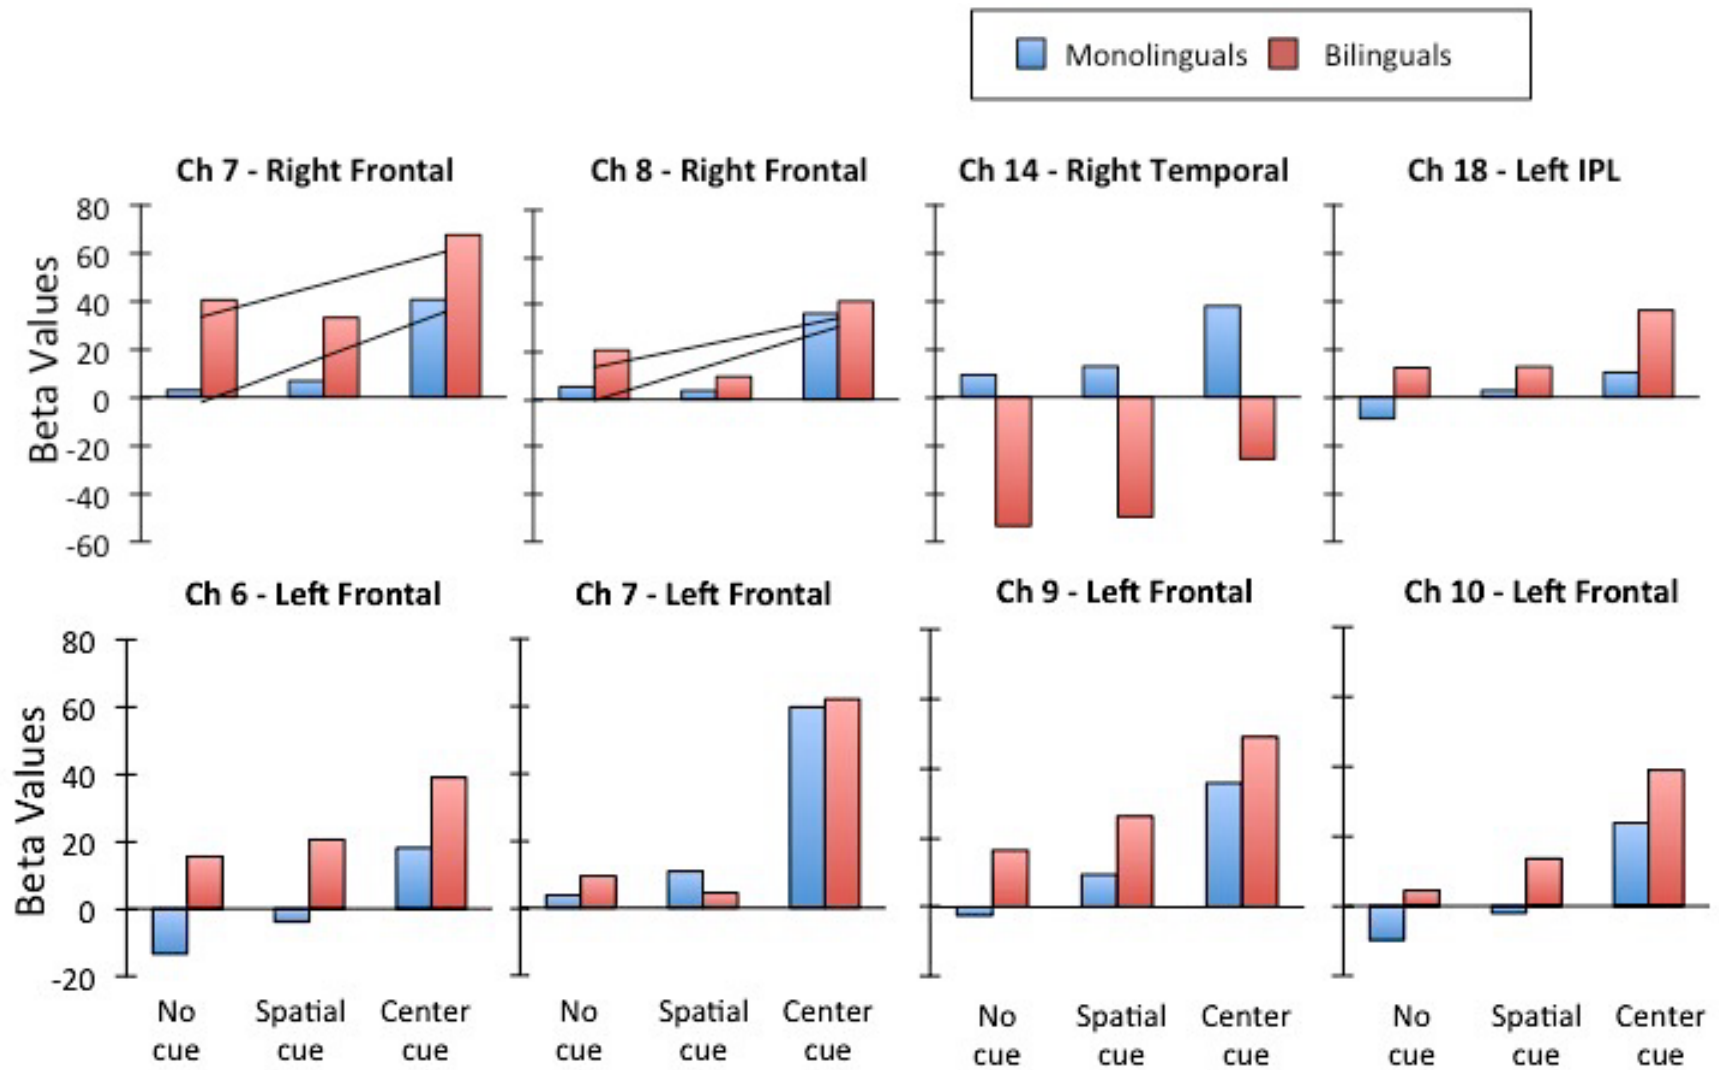 Monolinguals Bilinguals
Ch 7 - Right Frontal
Ch 8 - Right Frontal
Ch 14 - Right Temporal
Ch 18 - Left IPL
Beta Values
80
60
40
20
0
-20
-40
-60
Ch 6 - Left Frontal
Ch 7 - Left Frontal
Ch 9 - Left Frontal
Ch 10 - Left Frontal
Beta Values
80
60
40
20
0
-20
No
cue
Spatial
cue
Center
cue
No
cue
Spatial
cue
Center
cue
No
cue
Spatial
cue
Center
cue
No
cue
Spatial
cue
Center
cue